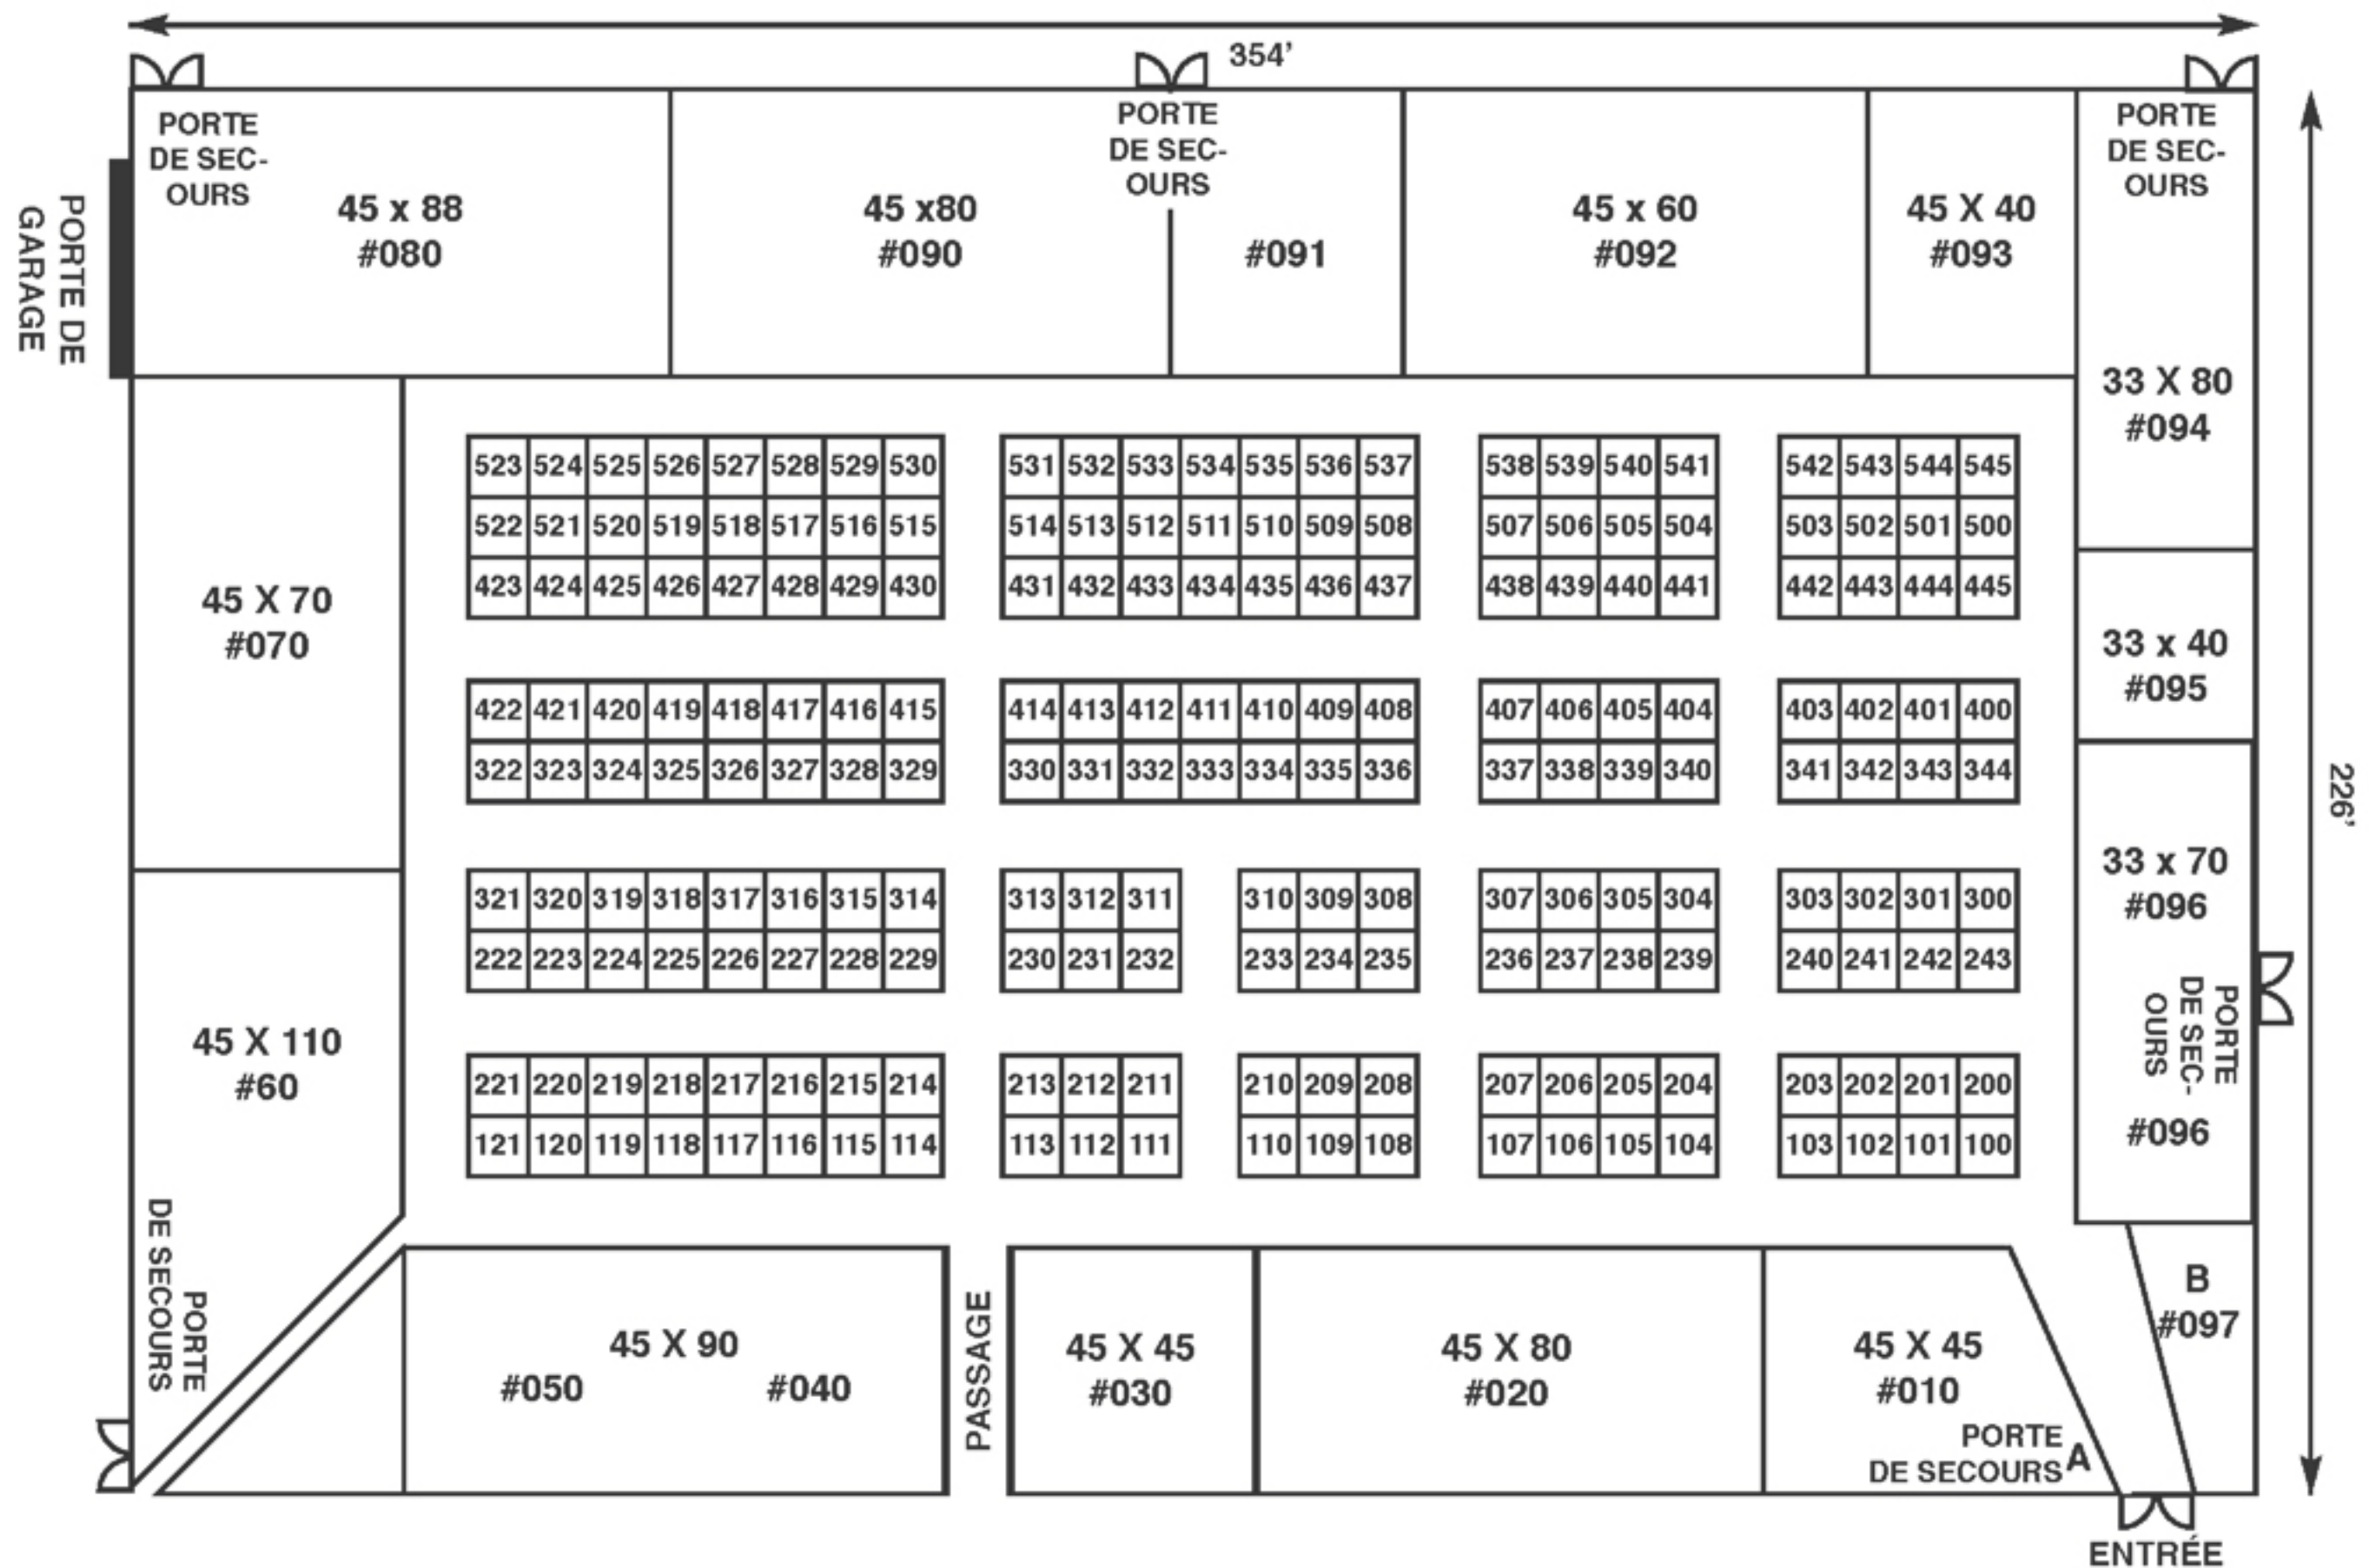 354’
PORTE
DE SEC-
OURS
PORTE
DE SEC-
OURS
PORTE
DE SEC-
OURS
PORTE DE
GARAGE
45 x 88
#080
45 x80
#090
#091
45 x 60
#092
45 X 40
#093
33 X 80
#094
523 524 525 526 527 528 529 530 531 532 533 534 535 536 537 538 539 540 541 542 543 544 545
522 521 520 519 518 517 516 515 514 513 512 511 510 509 508 507 506 505 504 503 502 501 500
423 424 425 426 427 428 429 430 431 432 433 434 435 436 437 438 439 440 441 442 443 444 445
45 X 70
#070
33 x 40
#095
422 421 420 419 418 417 416 415 414 413 412 411 410 409 408 407 406 405 404 403 402 401 400
322 323 324 325 326 327 328 329 330 331 332 333 334 335 336 337 338 339 340 341 342 343 344
226’
33 x 70
#096
321 320 319 318 317 316 315 314 313 312 311 310 309 308 307 306 305 304 303 302 301 300
222 223 224 225 226 227 228 229 230 231 232 233 234 235 236 237 238 239 240 241 242 243
PORTE
DE SEC-
OURS
45 X 110
#60
221 220 219 218 217 216 215 214 213 212 211 210 209 208 207 206 205 204 203 202 201 200
121 120 119 118 117 116 115 114 113 112 111 110 109 108 107 106 105 104 103 102 101 100
#096
PORTE
DE SECOURS
45 X 90
#050 #040
PASSAGE
45 X 45
#030
45 X 80
#020
45 X 45
#010
PORTE
DE SECOURS
A
B
#097
ENTRÉE